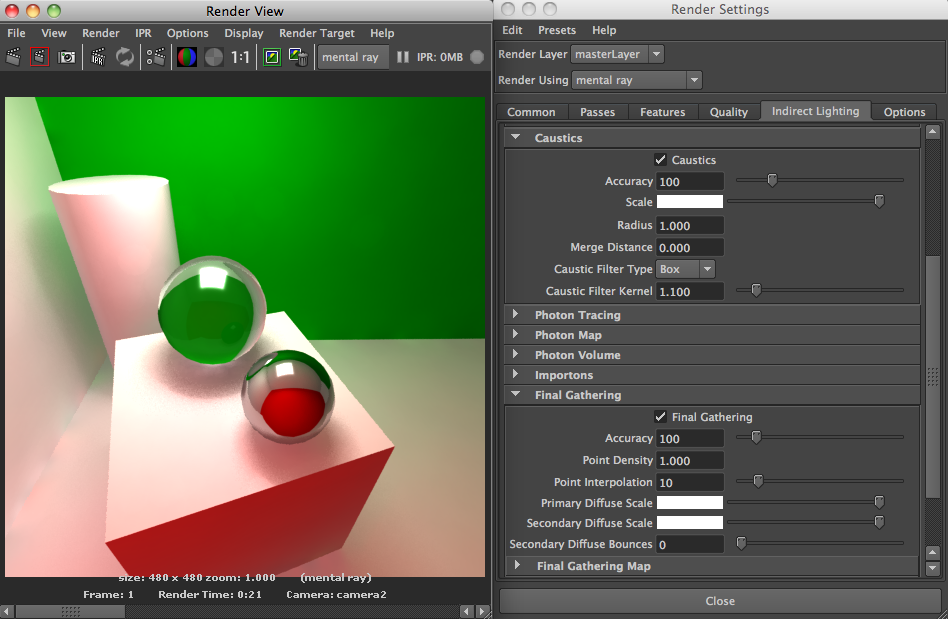 Render View
File View Render IPR Options Display Render Target Help
IPR 1:1 mental ray IPR: 0MB
size: 480 x 480 zoom: 1.000 (mental ray)
Frame: 1 Render Time: 0:21 Camera: camera2
Render Settings
Edit Presets Help
Render Layer masterLayer
Render Using mental ray
Common Passes Features Quality Indirect Lighting Options
Caustics
Caustics
Accuracy 100
Scale
Radius 1.000
Merge Distance 0.000
Caustic Filter Type Box
Caustic Filter Kernel 1.100
Photon Tracing
Photon Map
Photon Volume
Importons
Final Gathering
Final Gathering
Accuracy 100
Point Density 1.000
Point Interpolation 10
Primary Diffuse Scale
Secondary Diffuse Scale
Secondary Diffuse Bounces 0
Final Gathering Map
Close